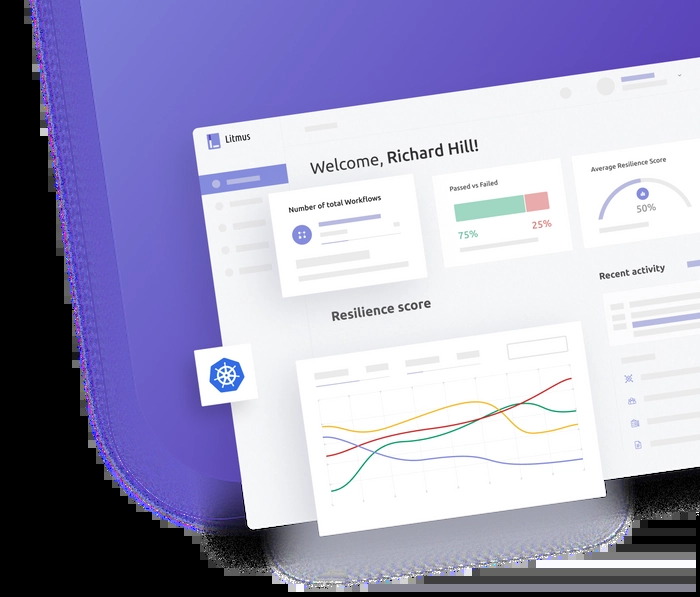 Litmus
Welcome, Richard Hill!
Number of total Workflows
Passed vs Failed
75%
25%
Average Resilience Score
50%
Resilience score
Recent activity